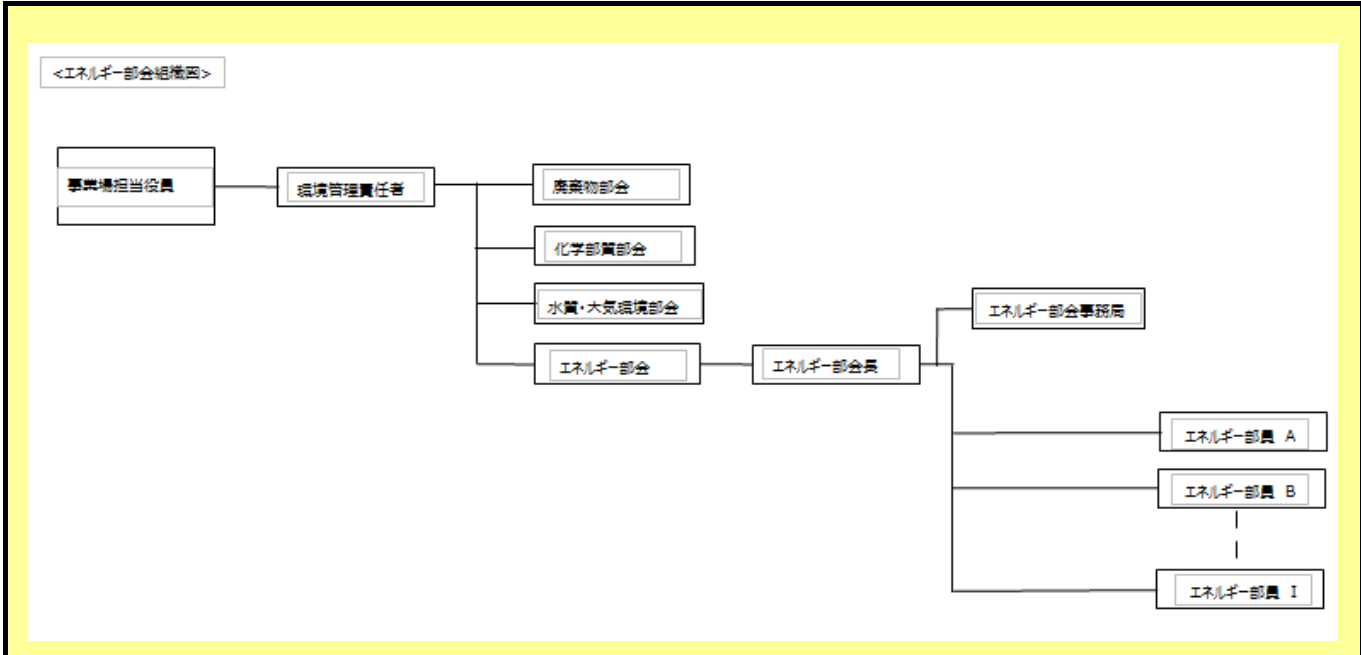 <エネルギー部会組織図>
事業場担当役員
環境管理責任者
廃棄物部会
化学部質部会
水質・大気環境部会
エネルギー部会
エネルギー部会長
エネルギー部会事務局
エネルギー部員 A
エネルギー部員 B
エネルギー部員 I